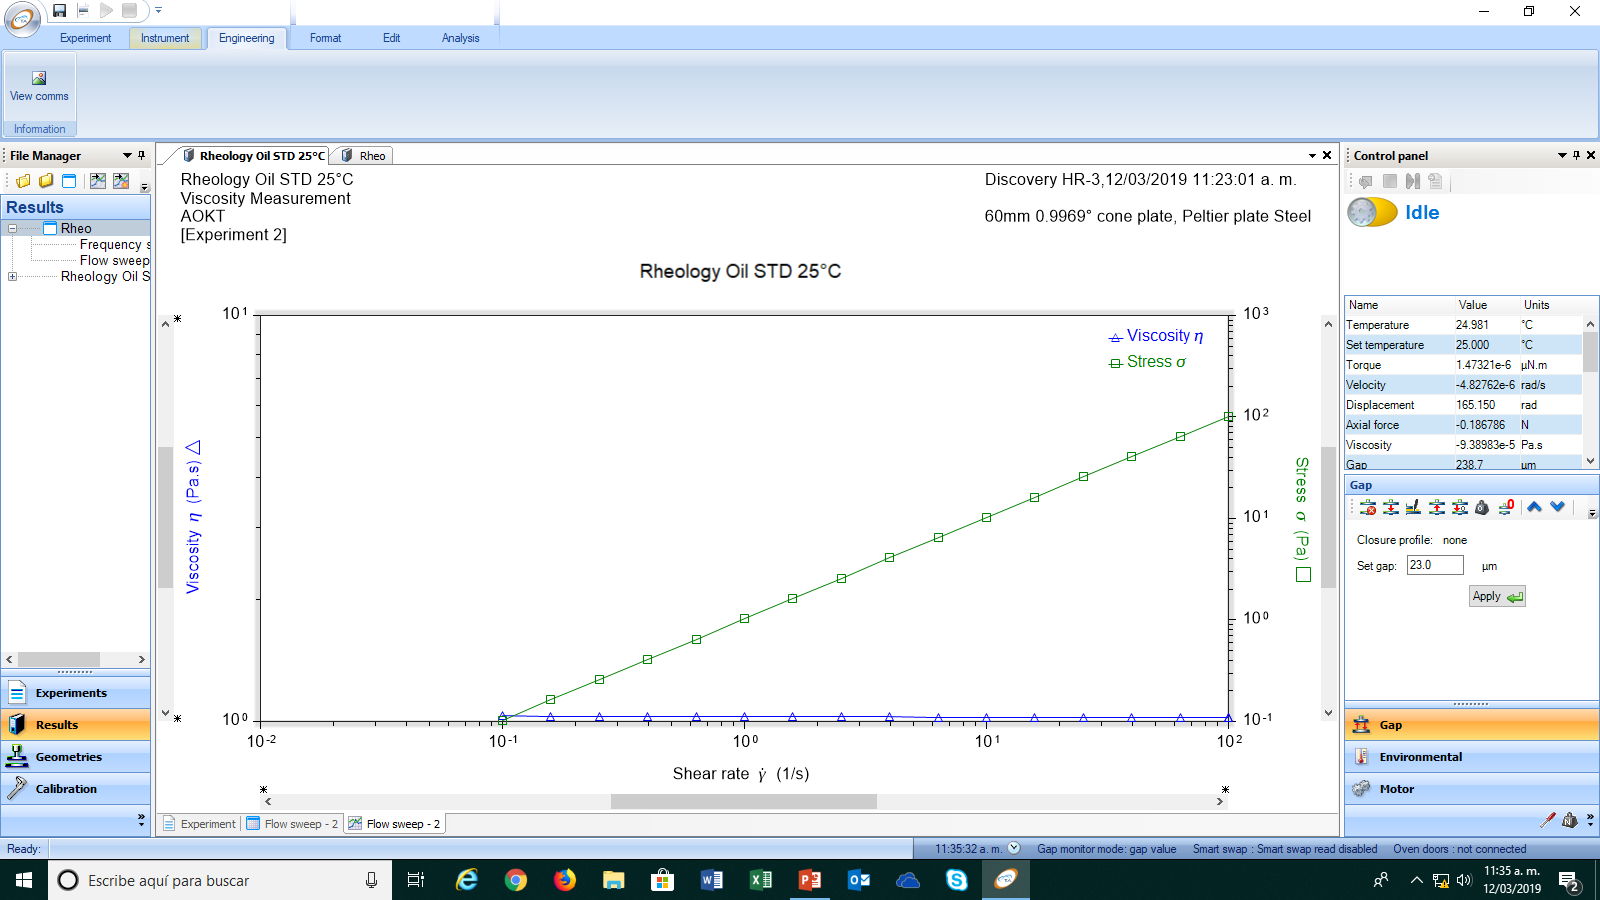 Experiment
Instrument
Engineering
Format
Edit
Analysis
View comms
Information
File Manager
Results
Rheo
Frequency s
Flow sweep
Rheology Oil S
Experiments
Results
Geometries
Calibration
Rheology Oil STD 25°C
Rheo
Rheology Oil STD 25°C
Viscosity Measurement
AOKT
[Experiment 2]
Discovery HR-3,12/03/2019 11:23:01 a. m.
60mm 0.9969° cone plate, Peltier plate Steel
Rheology Oil STD 25°C
Viscosity η
Stress σ
Viscosity η (Pa.s)
10¹
10⁰
10³
10²
10¹
10⁰
10⁻¹
Stress σ (Pa)
10⁻² 10⁻¹ 10⁰ 10¹ 10²
Shear rate γ̇ (1/s)
Experiment
Flow sweep - 2
Flow sweep - 2
Control panel
Idle
Name Value Units
Temperature 24.981 °C
Set temperature 25.000 °C
Torque 1.47321e-6 µN.m
Velocity -4.82762e-6 rad/s
Displacement 165.150 rad
Axial force -0.186786 N
Viscosity -9.38983e-5 Pa.s
Gap 238.7 µm
Gap
Closure profile: none
Set gap: 23.0 µm
Apply
Gap
Environmental
Motor
Ready:
11:35:32 a. m.
Gap monitor mode: gap value
Smart swap : Smart swap read disabled
Oven doors : not connected
Escribe aquí para buscar
11:35 a. m.
12/03/2019
2